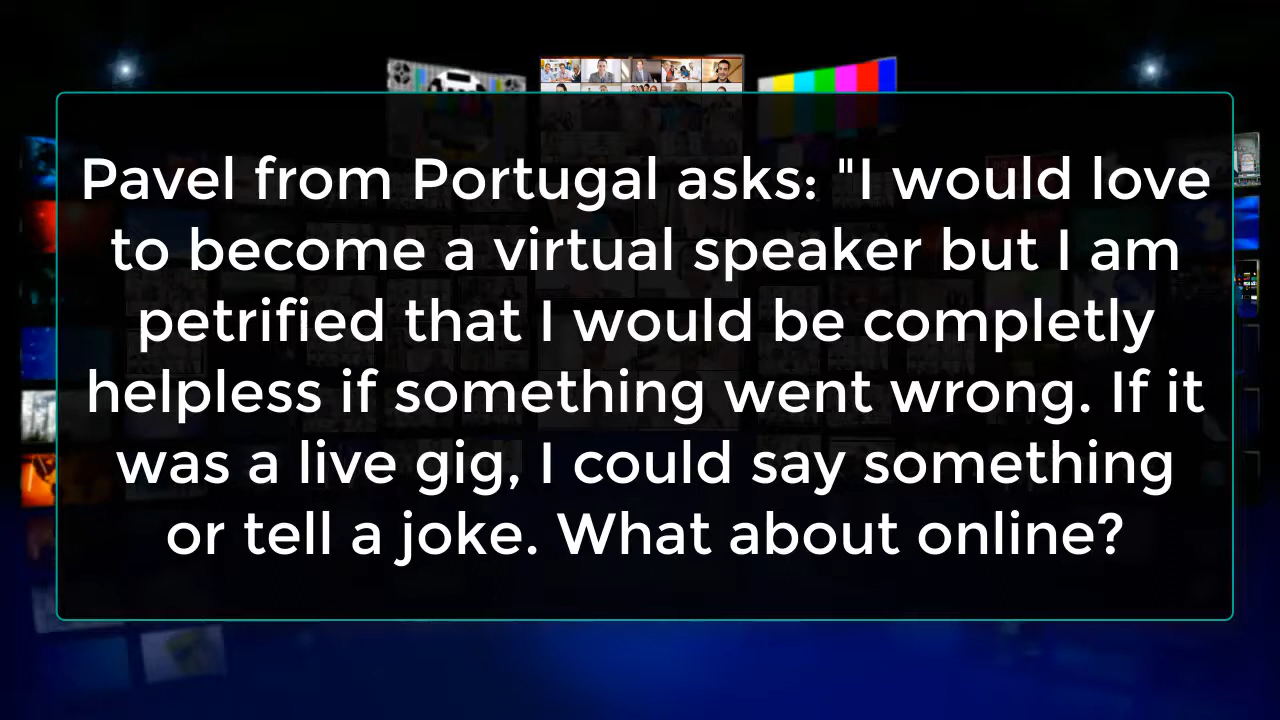 Pavel from Portugal asks: "I would love
to become a virtual speaker but I am
petrified that I would be completly
helpless if something went wrong. If it
was a live gig, I could say something
or tell a joke. What about online?